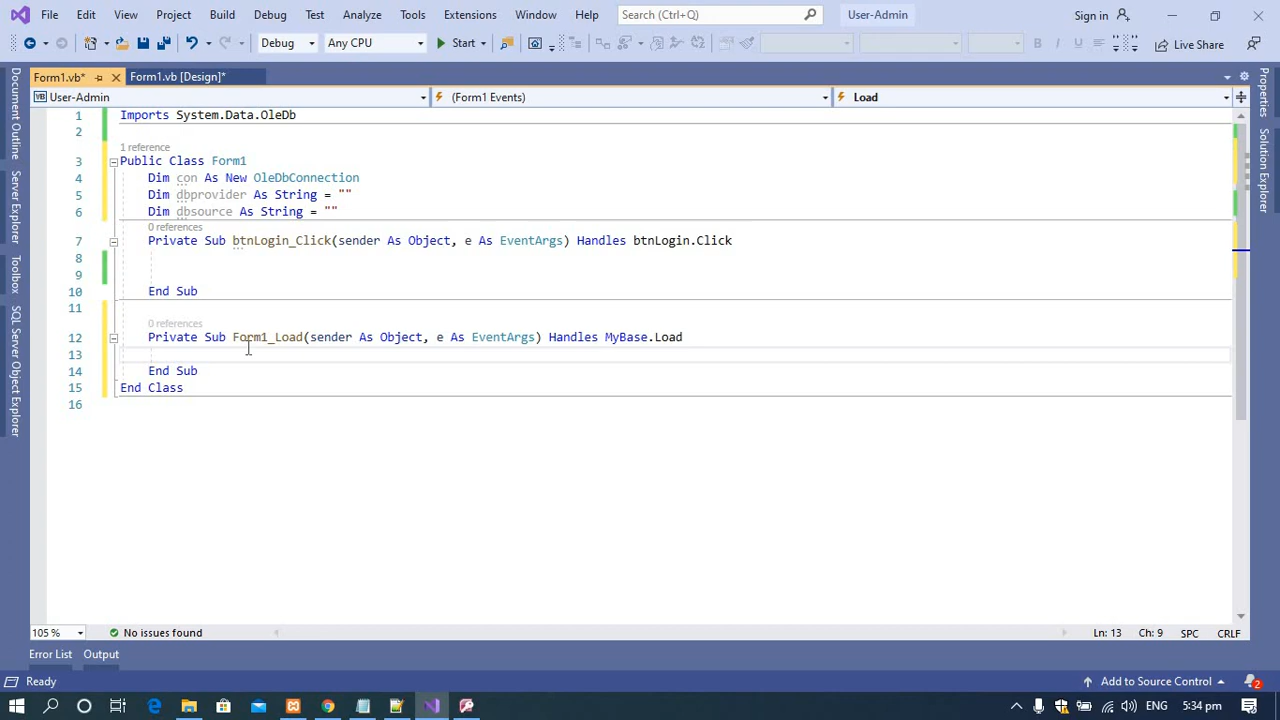 File Edit View Project Build Debug Test Analyze Tools Extensions Window Help Search (Ctrl+Q) User-Admin Sign in
Debug Any CPU Start Live Share
Form1.vb* Form1.vb [Design]*
VB User-Admin (Form1 Events) Load
1 Imports System.Data.OleDb
2
1 reference
3 Public Class Form1
4 Dim con As New OleDbConnection
5 Dim dbprovider As String = ""
6 Dim dbsource As String = ""
0 references
7 Private Sub btnLogin_Click(sender As Object, e As EventArgs) Handles btnLogin.Click
8
9
10 End Sub
11
0 references
12 Private Sub Form1_Load(sender As Object, e As EventArgs) Handles MyBase.Load
13
14 End Sub
15 End Class
16
Document Outline
Server Explorer
Toolbox
SQL Server Object Explorer
Properties
Solution Explorer
105 % No issues found Ln: 13 Ch: 9 SPC CRLF
Error List Output
Ready Add to Source Control 2
ENG 5:34 pm